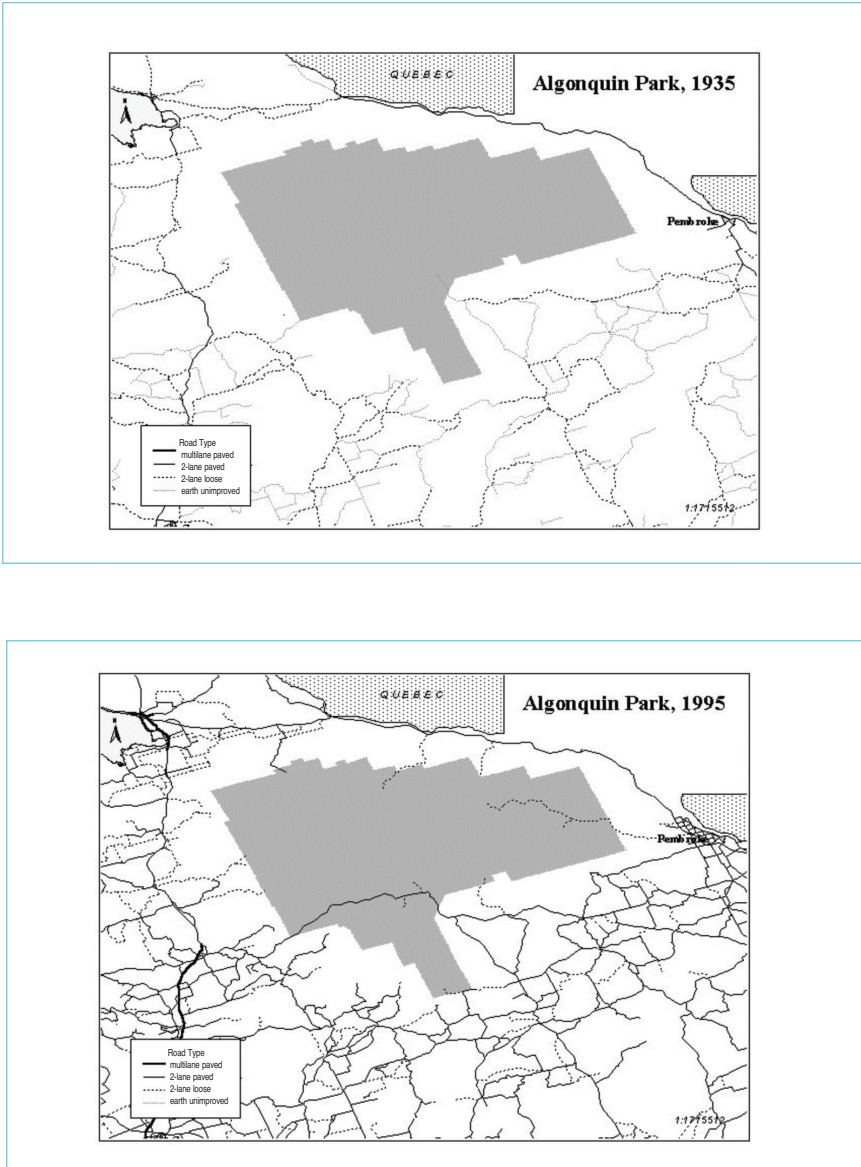 QUEBEC
Algonquin Park, 1935
N
Pembroke
Road Type
multilane paved
2-lane paved
2-lane loose
earth unimproved
1:1715512
QUEBEC
Algonquin Park, 1995
N
Pembroke
Road Type
multilane paved
2-lane paved
2-lane loose
earth unimproved
1:1715512